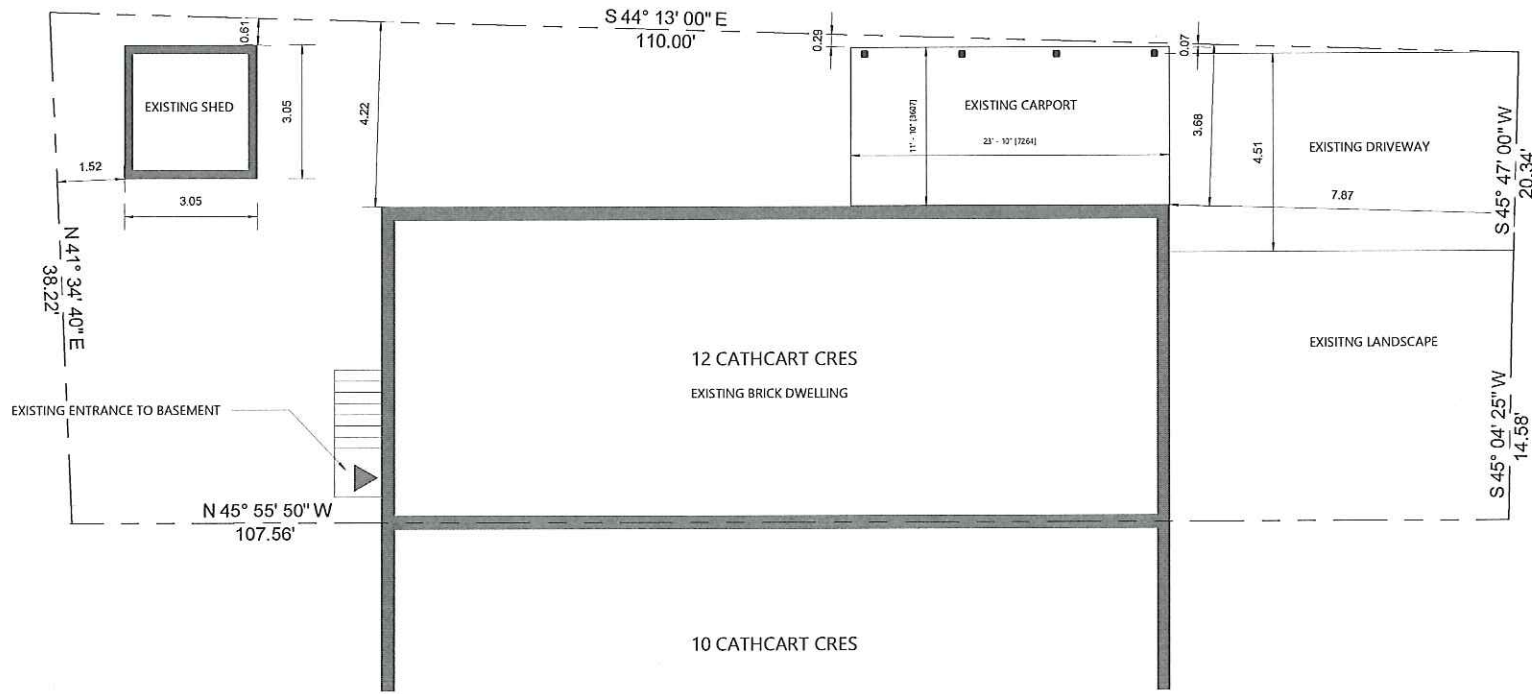 S 44° 13' 00" E
110.00'
0.61
0.29
0.07
EXISTING SHED
3.05
4.22
EXISTING CARPORT
11' - 10" [3607]
23' - 10" [7264]
3.68
4.51
EXISTING DRIVEWAY
7.87
S 45° 47' 00" W
20.34'
1.52
3.05
N 41° 34' 40" E
38.22'
12 CATHCART CRES
EXISTING BRICK DWELLING
EXISITNG LANDSCAPE
EXISTING ENTRANCE TO BASEMENT
S 45° 04' 25" W
14.58'
N 45° 55' 50" W
107.56'
10 CATHCART CRES